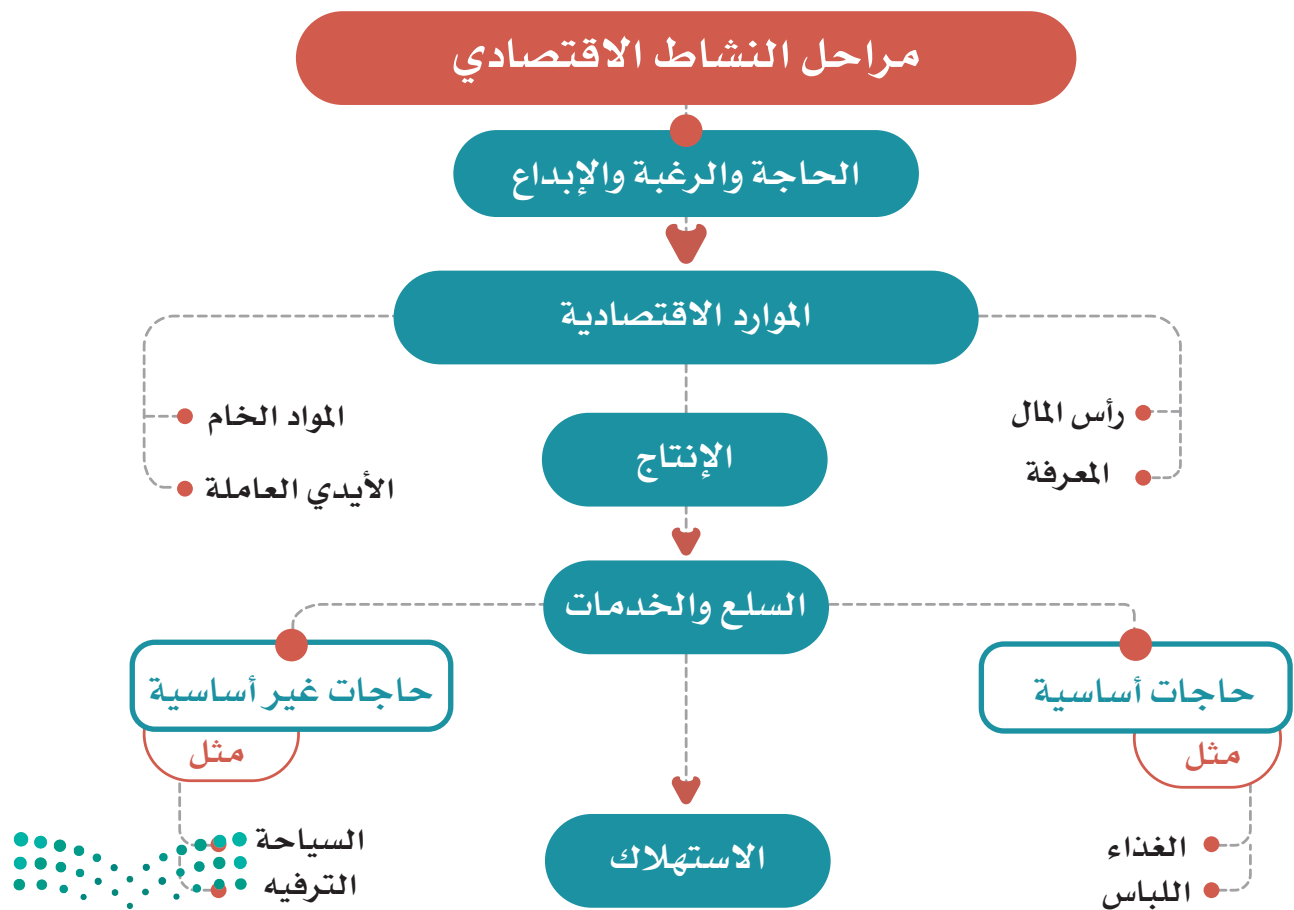 مراحل النشاط الاقتصادي
الحاجة والرغبة والإبداع
الموارد الاقتصادية
رأس المال
المعرفة
المواد الخام
الأيدي العاملة
الإنتاج
السلع والخدمات
حاجات أساسية
مثل
الغذاء
اللباس
حاجات غير أساسية
مثل
السياحة
الترفيه
الاستهلاك